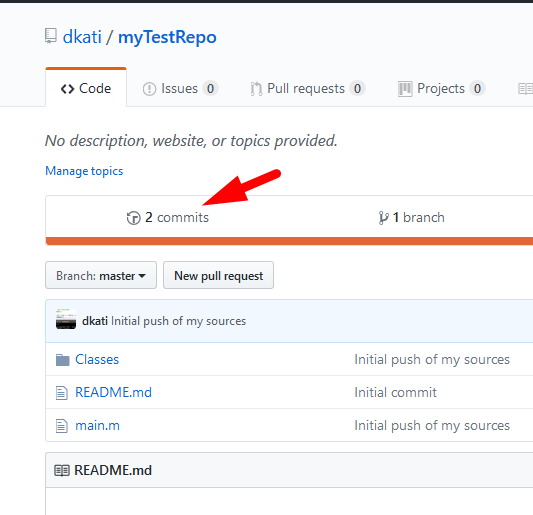 dkati / myTestRepo
Code Issues 0 Pull requests 0 Projects 0
No description, website, or topics provided.
Manage topics
2 commits 1 branch
Branch: master New pull request
dkati Initial push of my sources
Classes Initial push of my sources
README.md Initial commit
main.m Initial push of my sources
README.md